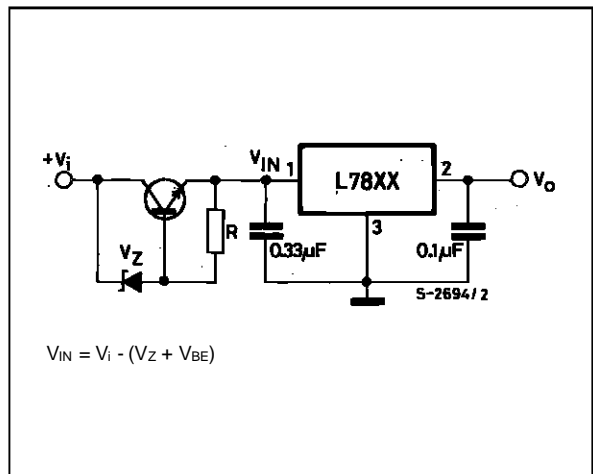 +Vi
VIN
1
L78XX
2
Vo
VZ
R
0.33µF
3
0.1µF
S-2694/2
VIN = Vi - (VZ + VBE)